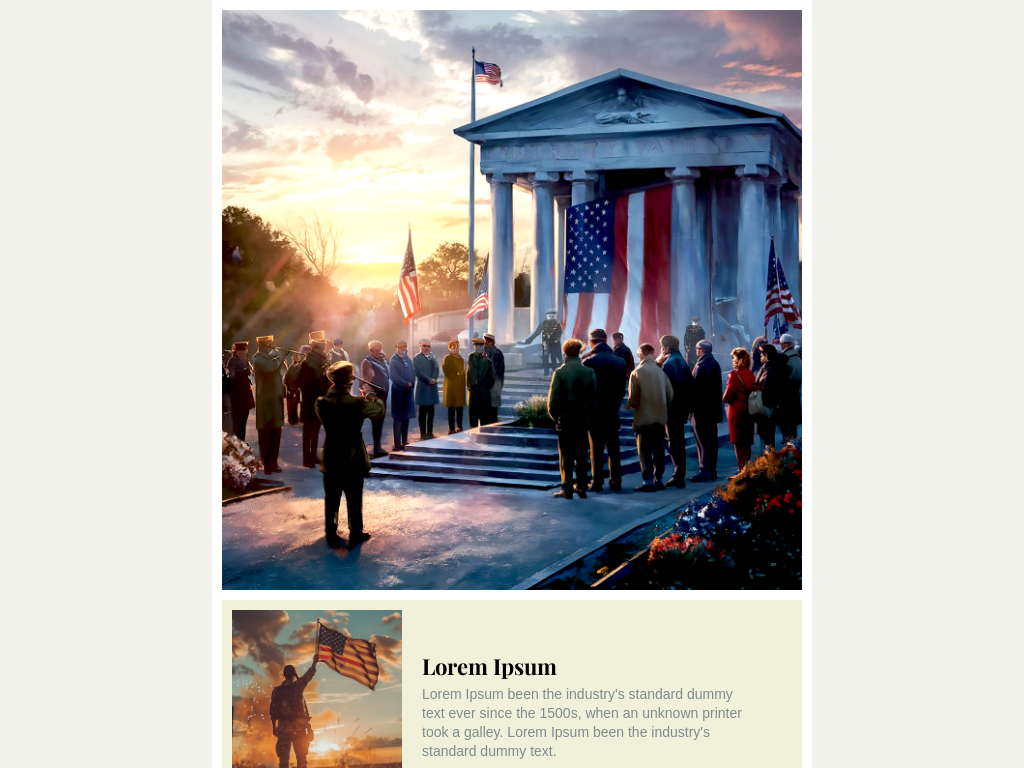 Lorem Ipsum
Lorem Ipsum been the industry's standard dummy
text ever since the 1500s, when an unknown printer
took a galley. Lorem Ipsum been the industry's
standard dummy text.